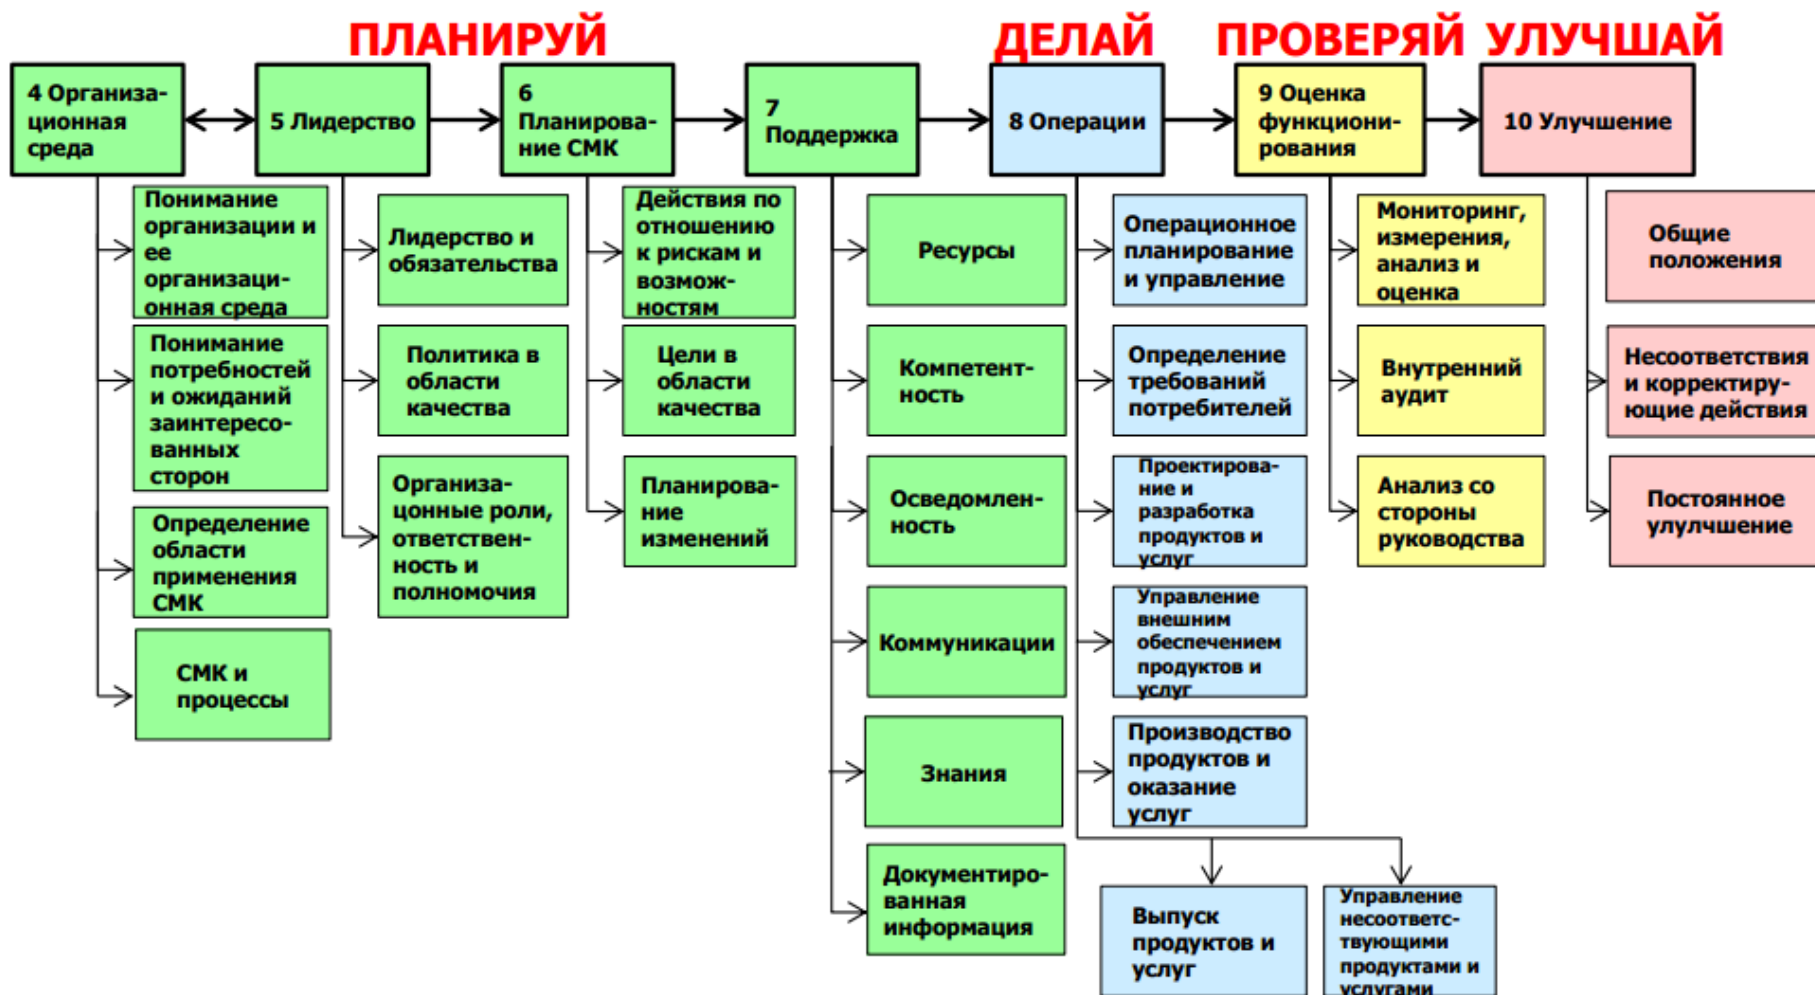 ПЛАНИРУЙ
ДЕЛАЙ
ПРОВЕРЯЙ
УЛУЧШАЙ
4 Организа-
ционная
среда
5 Лидерство
6
Планирова-
ние СМК
7
Поддержка
8 Операции
9 Оценка
функциони-
рования
10 Улучшение
Понимание
организации и
ее
организаци-
онная среда
Понимание
потребностей
и ожиданий
заинтересо-
ванных
сторон
Определение
области
применения
СМК
СМК и
процессы
Лидерство и
обязательства
Политика в
области
качества
Организа-
цонные роли,
ответствен-
ность и
полномочия
Действия по
отношению
к рискам и
возмож-
ностям
Цели в
области
качества
Планирова-
ние
изменений
Ресурсы
Компетент-
ность
Осведомлен-
ность
Коммуникации
Знания
Документиро-
ванная
информация
Операционное
планирование
и управление
Определение
требований
потребителей
Проектирова-
ние и
разработка
продуктов и
услуг
Управление
внешним
обеспечением
продуктов и
услуг
Производство
продуктов и
оказание
услуг
Выпуск
продуктов и
услуг
Управление
несоответс-
твующими
продуктами и
услугами
Мониторинг,
измерения,
анализ и
оценка
Внутренний
аудит
Анализ со
стороны
руководства
Общие
положения
Несоответствия
и корректиру-
ющие действия
Постоянное
улулчшение